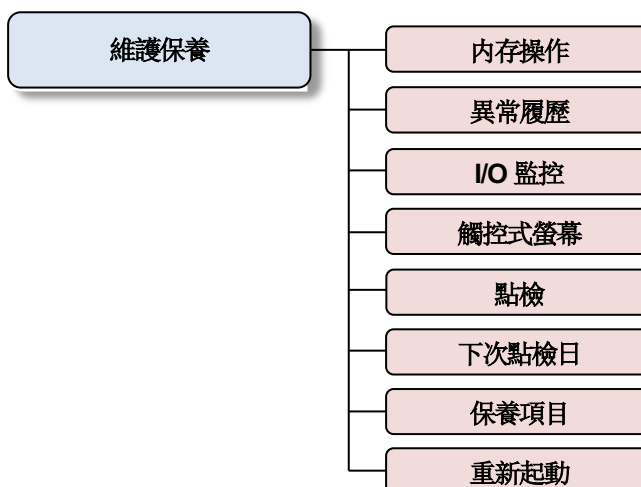 維護保養
内存操作
異常履歷
I/O 監控
觸控式螢幕
點檢
下次點檢日
保養項目
重新起動